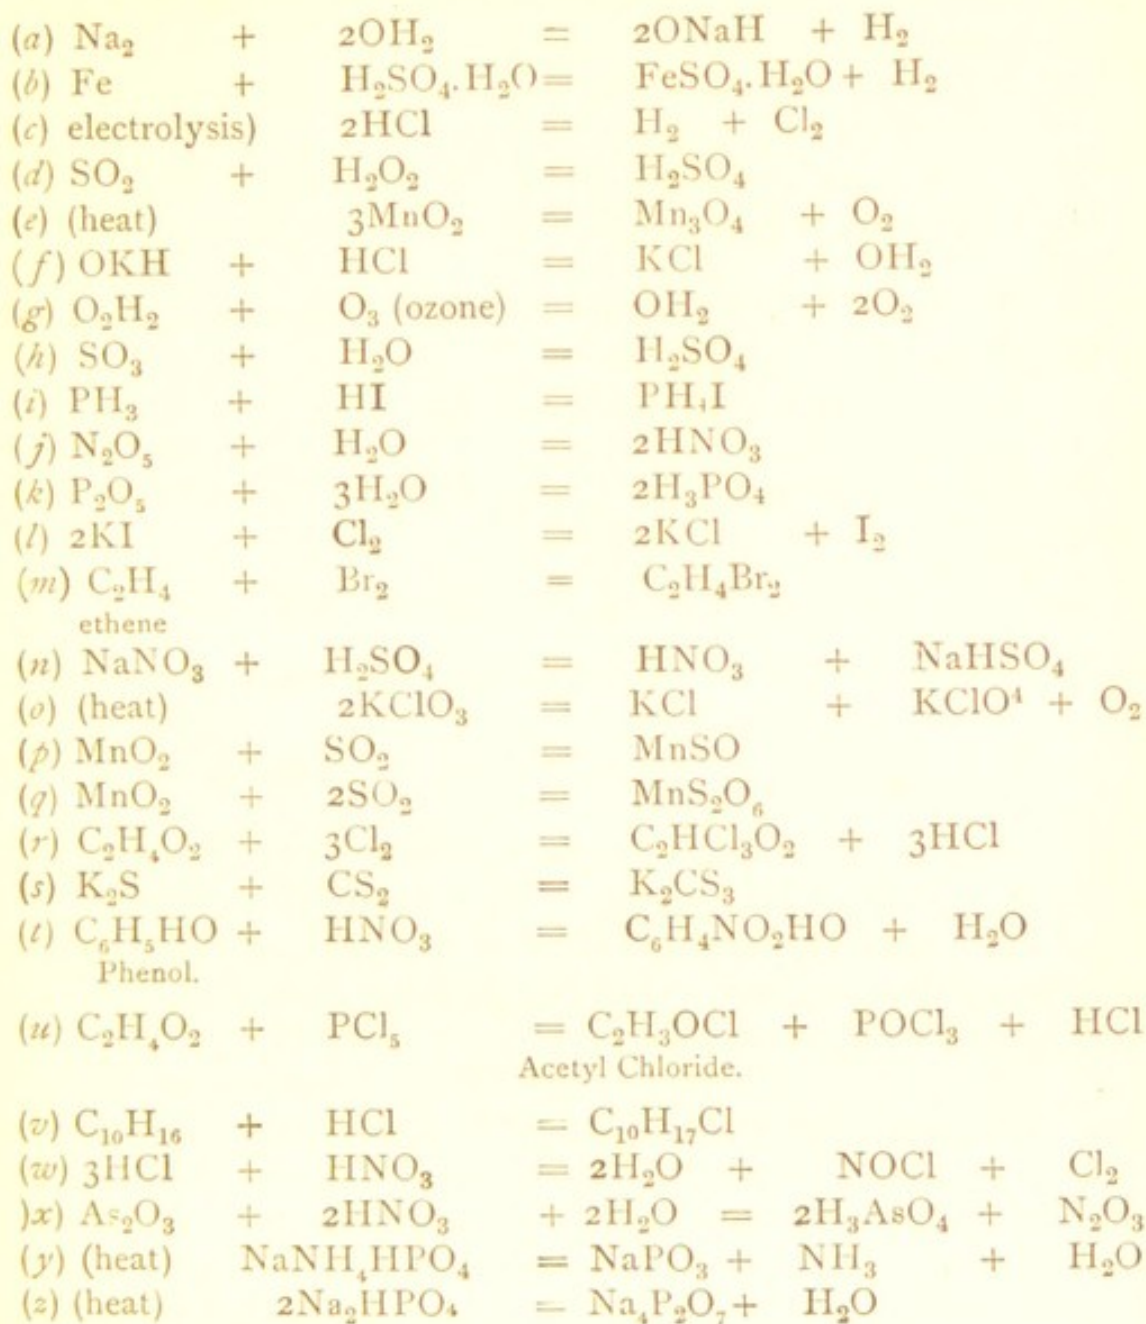 (a) Na₂ + 2OH₂ = 2ONaH + H₂
(b) Fe + H₂SO₄.H₂O = FeSO₄.H₂O + H₂
(c) electrolysis) 2HCl = H₂ + Cl₂
(d) SO₂ + H₂O₂ = H₂SO₄
(e) (heat) 3MnO₂ = Mn₃O₄ + O₂
(f) OKH + HCl = KCl + OH₂
(g) O₂H₂ + O₃ (ozone) = OH₂ + 2O₂
(h) SO₃ + H₂O = H₂SO₄
(i) PH₃ + HI = PH₄I
(j) N₂O₅ + H₂O = 2HNO₃
(k) P₂O₅ + 3H₂O = 2H₃PO₄
(l) 2KI + Cl₂ = 2KCl + I₂
(m) C₂H₄ + Br₂ = C₂H₄Br₂
ethene
(n) NaNO₃ + H₂SO₄ = HNO₃ + NaHSO₄
(o) (heat) 2KClO₃ = KCl + KClO⁴ + O₂
(p) MnO₂ + SO₂ = MnSO
(q) MnO₂ + 2SO₂ = MnS₂O₆
(r) C₂H₄O₂ + 3Cl₂ = C₂HCl₃O₂ + 3HCl
(s) K₂S + CS₂ = K₂CS₃
(t) C₆H₅HO + HNO₃ = C₆H₄NO₂HO + H₂O
Phenol.
(u) C₂H₄O₂ + PCl₅ = C₂H₃OCl + POCl₃ + HCl
Acetyl Chloride.
(v) C₁₀H₁₆ + HCl = C₁₀H₁₇Cl
(w) 3HCl + HNO₃ = 2H₂O + NOCl + Cl₂
)x) As₂O₃ + 2HNO₃ + 2H₂O = 2H₃AsO₄ + N₂O₃
(y) (heat) NaNH₄HPO₄ = NaPO₃ + NH₃ + H₂O
(z) (heat) 2Na₂HPO₄ = Na₄P₂O₇ + H₂O